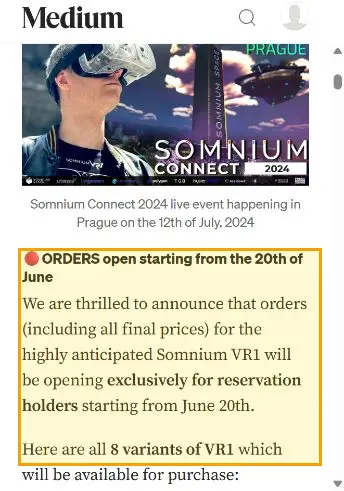 Medium
PRAGUE
SOMNIUM SPACE
SOMNIUM
CONNECT 2024
Somnium Connect 2024 live event happening in
Prague on the 12th of July, 2024
🔴 ORDERS open starting from the 20th of
June
We are thrilled to announce that orders
(including all final prices) for the
highly anticipated Somnium VR1 will
be opening exclusively for reservation
holders starting from June 20th.
Here are all 8 variants of VR1 which
will be available for purchase: